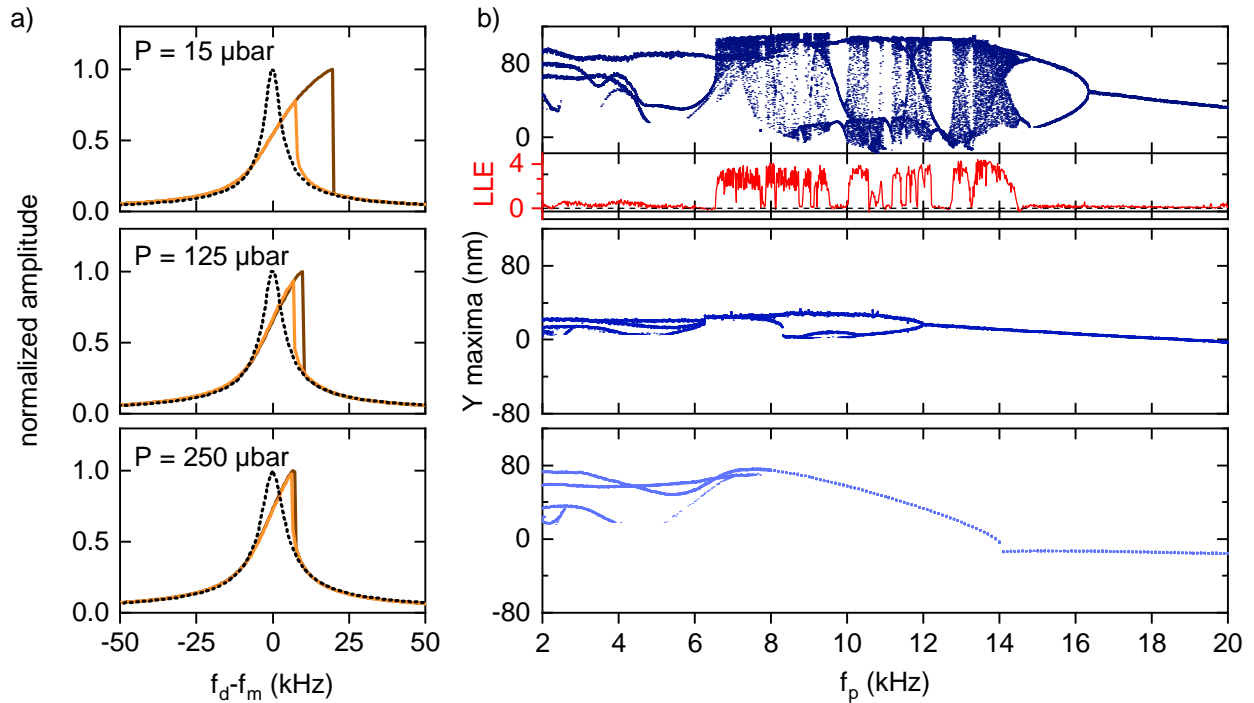 a)
P = 15 µbar
1.0
0.5
0.0
P = 125 µbar
1.0
0.5
0.0
P = 250 µbar
1.0
0.5
0.0
-50 -25 0 25 50
f_d-f_m (kHz)
normalized amplitude
b)
80
0
LLE
4
0
80
0
-80
80
0
-80
Y maxima (nm)
2 4 6 8 10 12 14 16 18 20
f_p (kHz)